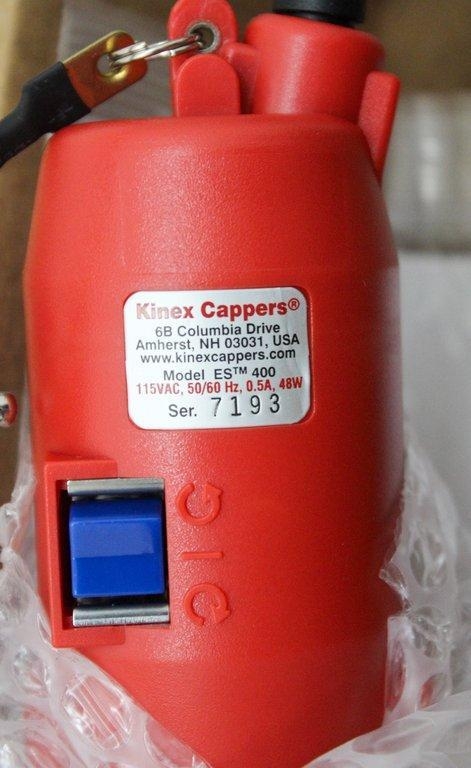 Kinex Cappers®
6B Columbia Drive
Amherst, NH 03031, USA
www.kinexcappers.com
Model ES™ 400
115VAC, 50/60 Hz, 0.5A, 48W
Ser. 7193